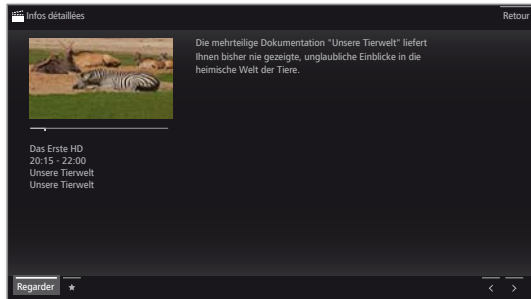 Infos détaillées
Retour
Die mehrteilige Dokumentation "Unsere Tierwelt" liefert
Ihnen bisher nie gezeigte, unglaubliche Einblicke in die
heimische Welt der Tiere.
Das Erste HD
20:15 - 22:00
Unsere Tierwelt
Unsere Tierwelt
Regarder